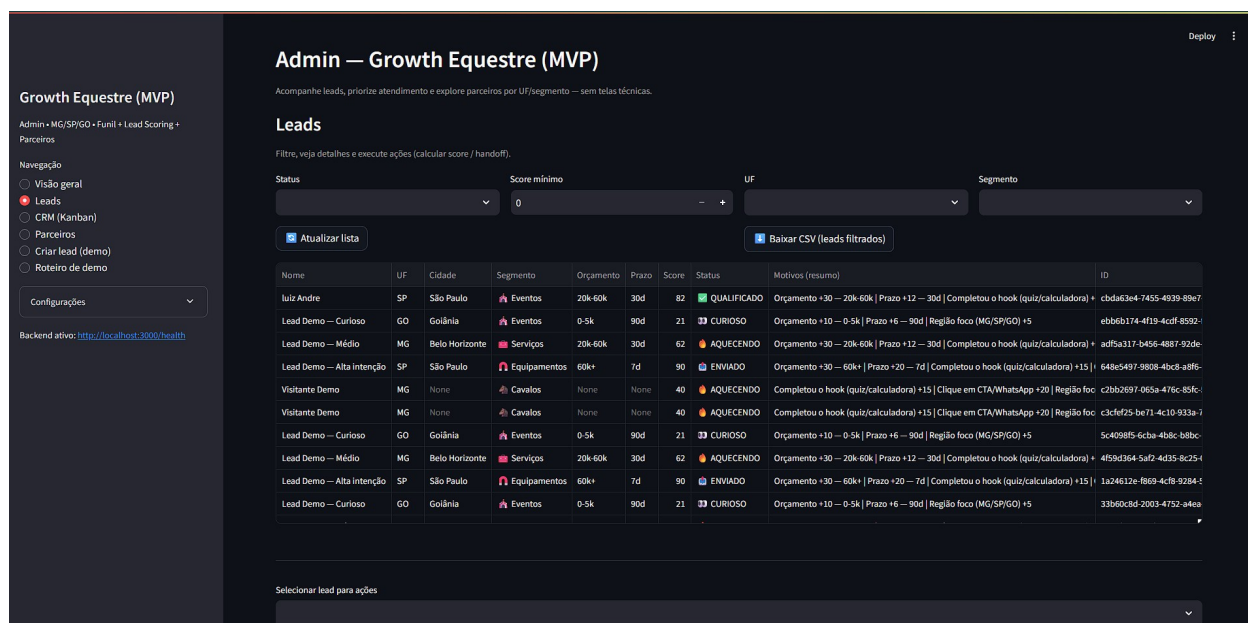 Deploy
Growth Equestre (MVP)
Admin • MG/SP/GO • Funil + Lead Scoring +
Parceiros
Navegação
Visão geral
Leads
CRM (Kanban)
Parceiros
Criar lead (demo)
Roteiro de demo
Configurações
Backend ativo: http://localhost:3000/health
Admin — Growth Equestre (MVP)
Acompanhe leads, priorize atendimento e explore parceiros por UF/segmento — sem telas técnicas.
Leads
Filtre, veja detalhes e execute ações (calcular score / handoff).
Status Score mínimo UF Segmento
0 − +
Atualizar lista Baixar CSV (leads filtrados)
Nome UF Cidade Segmento Orçamento Prazo Score Status Motivos (resumo) ID
luiz Andre SP São Paulo Eventos 20k-60k 30d 82 QUALIFICADO Orçamento +30 — 20k-60k | Prazo +12 — 30d | Completou o hook (quiz/calculadora) + cbda63e4-7455-4939-89e7-
Lead Demo — Curioso GO Goiânia Eventos 0-5k 90d 21 CURIOSO Orçamento +10 — 0-5k | Prazo +6 — 90d | Região foco (MG/SP/GO) +5 ebb6b174-4f19-4cdf-8592-
Lead Demo — Médio MG Belo Horizonte Serviços 20k-60k 30d 62 AQUECENDO Orçamento +30 — 20k-60k | Prazo +12 — 30d | Completou o hook (quiz/calculadora) + adf5a317-b456-4887-92de-
Lead Demo — Alta intenção SP São Paulo Equipamentos 60k+ 7d 90 ENVIADO Orçamento +30 — 60k+ | Prazo +20 — 7d | Completou o hook (quiz/calculadora) +15 | 648e5497-9808-4bc8-a8f6-
Visitante Demo MG None Cavalos None None 40 AQUECENDO Completou o hook (quiz/calculadora) +15 | Clique em CTA/WhatsApp +20 | Região foc c2bb2697-065a-476c-85fc-
Visitante Demo MG None Cavalos None None 40 AQUECENDO Completou o hook (quiz/calculadora) +15 | Clique em CTA/WhatsApp +20 | Região foc c3cfef25-be71-4c10-933a-7
Lead Demo — Curioso GO Goiânia Eventos 0-5k 90d 21 CURIOSO Orçamento +10 — 0-5k | Prazo +6 — 90d | Região foco (MG/SP/GO) +5 5c4098f5-6cba-4b8c-b8bc-
Lead Demo — Médio MG Belo Horizonte Serviços 20k-60k 30d 62 AQUECENDO Orçamento +30 — 20k-60k | Prazo +12 — 30d | Completou o hook (quiz/calculadora) + 4f59d364-5af2-4d35-8c25-
Lead Demo — Alta intenção SP São Paulo Equipamentos 60k+ 7d 90 ENVIADO Orçamento +30 — 60k+ | Prazo +20 — 7d | Completou o hook (quiz/calculadora) +15 | 1a24612e-f869-4cf8-9284-
Lead Demo — Curioso GO Goiânia Eventos 0-5k 90d 21 CURIOSO Orçamento +10 — 0-5k | Prazo +6 — 90d | Região foco (MG/SP/GO) +5 33b60c8d-2003-4752-a4ea-
Selecionar lead para ações